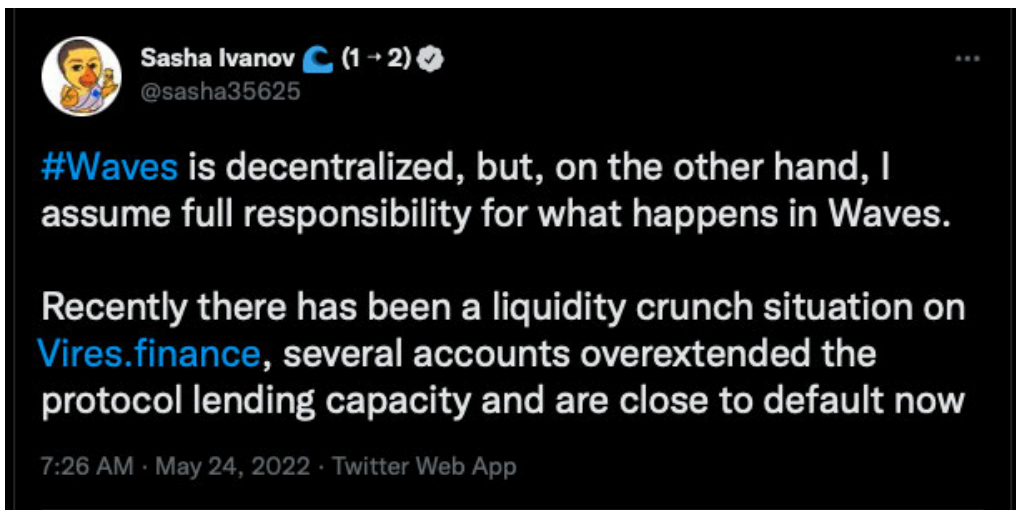 Sasha Ivanov 🌊 (1 → 2)
@sasha35625
#Waves is decentralized, but, on the other hand, I
assume full responsibility for what happens in Waves.
Recently there has been a liquidity crunch situation on
Vires.finance, several accounts overextended the
protocol lending capacity and are close to default now
7:26 AM · May 24, 2022 · Twitter Web App